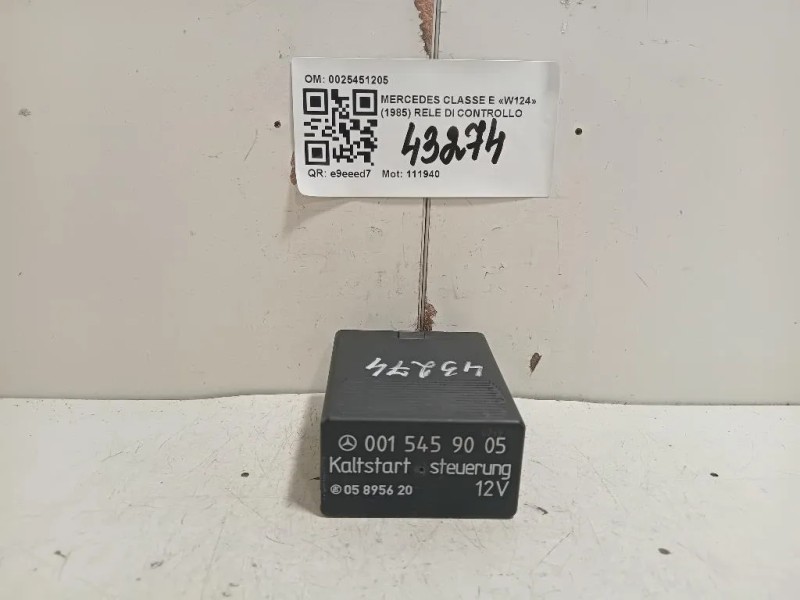 OM: 0025451205
MERCEDES CLASSE E «W124»
(1985) RELE DI CONTROLLO
43274
QR: e9eeed7 Mot: 111940
43274
001 545 90 05
Kaltstart steuerung
05 8956 20 12V